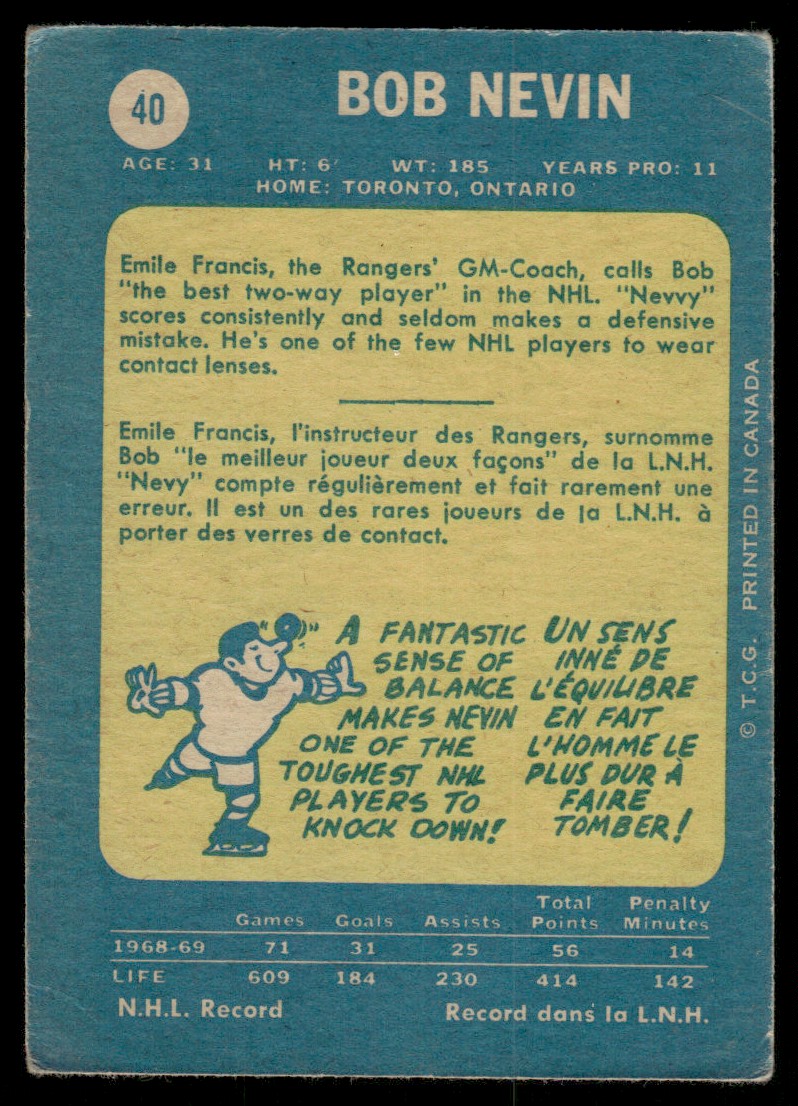 40
BOB NEVIN
AGE: 31 HT: 6' WT: 185 YEARS PRO: 11
HOME: TORONTO, ONTARIO
Emile Francis, the Rangers' GM-Coach, calls Bob
"the best two-way player" in the NHL. "Nevvy"
scores consistently and seldom makes a defensive
mistake. He's one of the few NHL players to wear
contact lenses.
Emile Francis, l'instructeur des Rangers, surnomme
Bob "le meilleur joueur deux façons" de la L.N.H.
"Nevy" compte régulièrement et fait rarement une
erreur. Il est un des rares joueurs de la L.N.H. à
porter des verres de contact.
A FANTASTIC
SENSE OF
BALANCE
MAKES NEVIN
ONE OF THE
TOUGHEST NHL
PLAYERS TO
KNOCK DOWN!
UN SENS
INNÉ DE
L'ÉQUILIBRE
EN FAIT
L'HOMME LE
PLUS DUR À
FAIRE
TOMBER!
© T.C.G. PRINTED IN CANADA
Games Goals Assists Total Points Penalty Minutes
1968-69 71 31 25 56 14
LIFE 609 184 230 414 142
N.H.L. Record Record dans la L.N.H.